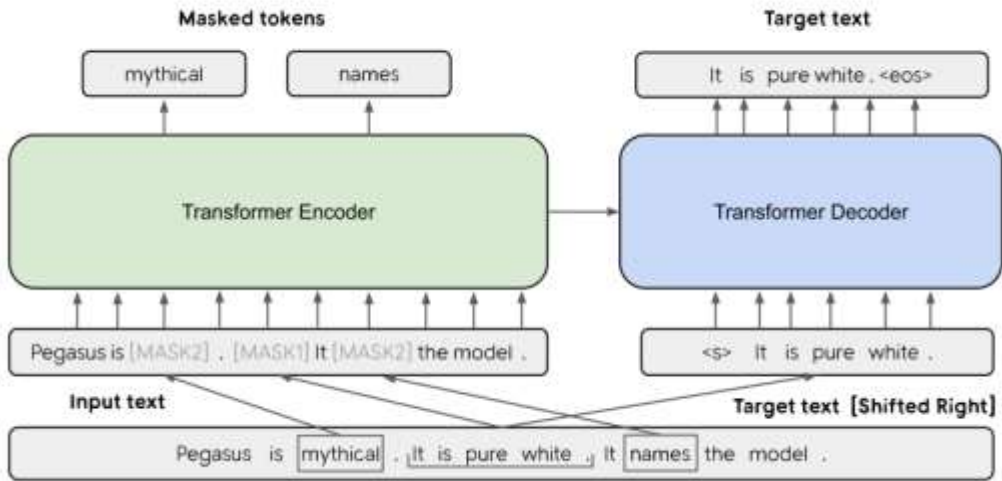 Masked tokens
Target text
mythical
names
It is pure white . <eos>
Transformer Encoder
Transformer Decoder
Pegasus is [MASK2] . [MASK1] It [MASK2] the model .
<s> It is pure white .
Input text
Target text [Shifted Right]
Pegasus is mythical . It is pure white . It names the model .